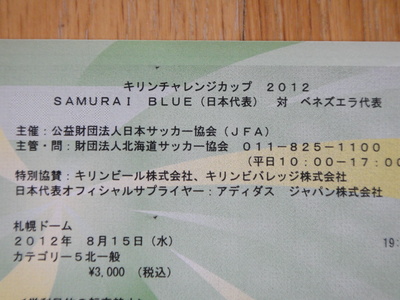 キリンチャレンジカップ 2012
SAMURAI BLUE(日本代表) 対 ベネズエラ代表
主催:公益財団法人日本サッカー協会(JFA)
主管・問:財団法人北海道サッカー協会 011-825-1100
(平日10:00-17:0
特別協賛:キリンビール株式会社、キリンビバレッジ株式会社
日本代表オフィシャルサプライヤー:アディダス ジャパン株式会社
札幌ドーム
2012年 8月15日(水)
19:
カテゴリー5北一般
¥3,000 (税込)